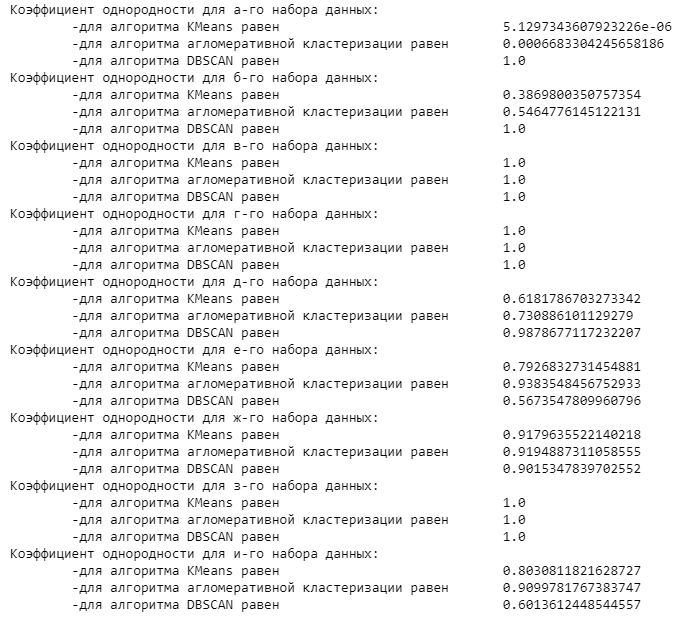 Коэффициент однородности для а-го набора данных:
-для алгоритма KMeans равен 5.1297343607923226e-06
-для алгоритма агломеративной кластеризации равен 0.0006683304245658186
-для алгоритма DBSCAN равен 1.0
Коэффициент однородности для б-го набора данных:
-для алгоритма KMeans равен 0.3869800350757354
-для алгоритма агломеративной кластеризации равен 0.5464776145122131
-для алгоритма DBSCAN равен 1.0
Коэффициент однородности для в-го набора данных:
-для алгоритма KMeans равен 1.0
-для алгоритма агломеративной кластеризации равен 1.0
-для алгоритма DBSCAN равен 1.0
Коэффициент однородности для г-го набора данных:
-для алгоритма KMeans равен 1.0
-для алгоритма агломеративной кластеризации равен 1.0
-для алгоритма DBSCAN равен 1.0
Коэффициент однородности для д-го набора данных:
-для алгоритма KMeans равен 0.6181786703273342
-для алгоритма агломеративной кластеризации равен 0.730886101129279
-для алгоритма DBSCAN равен 0.9878677117232207
Коэффициент однородности для е-го набора данных:
-для алгоритма KMeans равен 0.7926832731454881
-для алгоритма агломеративной кластеризации равен 0.9383548456752933
-для алгоритма DBSCAN равен 0.5673547809960796
Коэффициент однородности для ж-го набора данных:
-для алгоритма KMeans равен 0.9179635522140218
-для алгоритма агломеративной кластеризации равен 0.9194887311058555
-для алгоритма DBSCAN равен 0.9015347839702552
Коэффициент однородности для з-го набора данных:
-для алгоритма KMeans равен 1.0
-для алгоритма агломеративной кластеризации равен 1.0
-для алгоритма DBSCAN равен 1.0
Коэффициент однородности для и-го набора данных:
-для алгоритма KMeans равен 0.8030811821628727
-для алгоритма агломеративной кластеризации равен 0.9099781767383747
-для алгоритма DBSCAN равен 0.6013612448544557